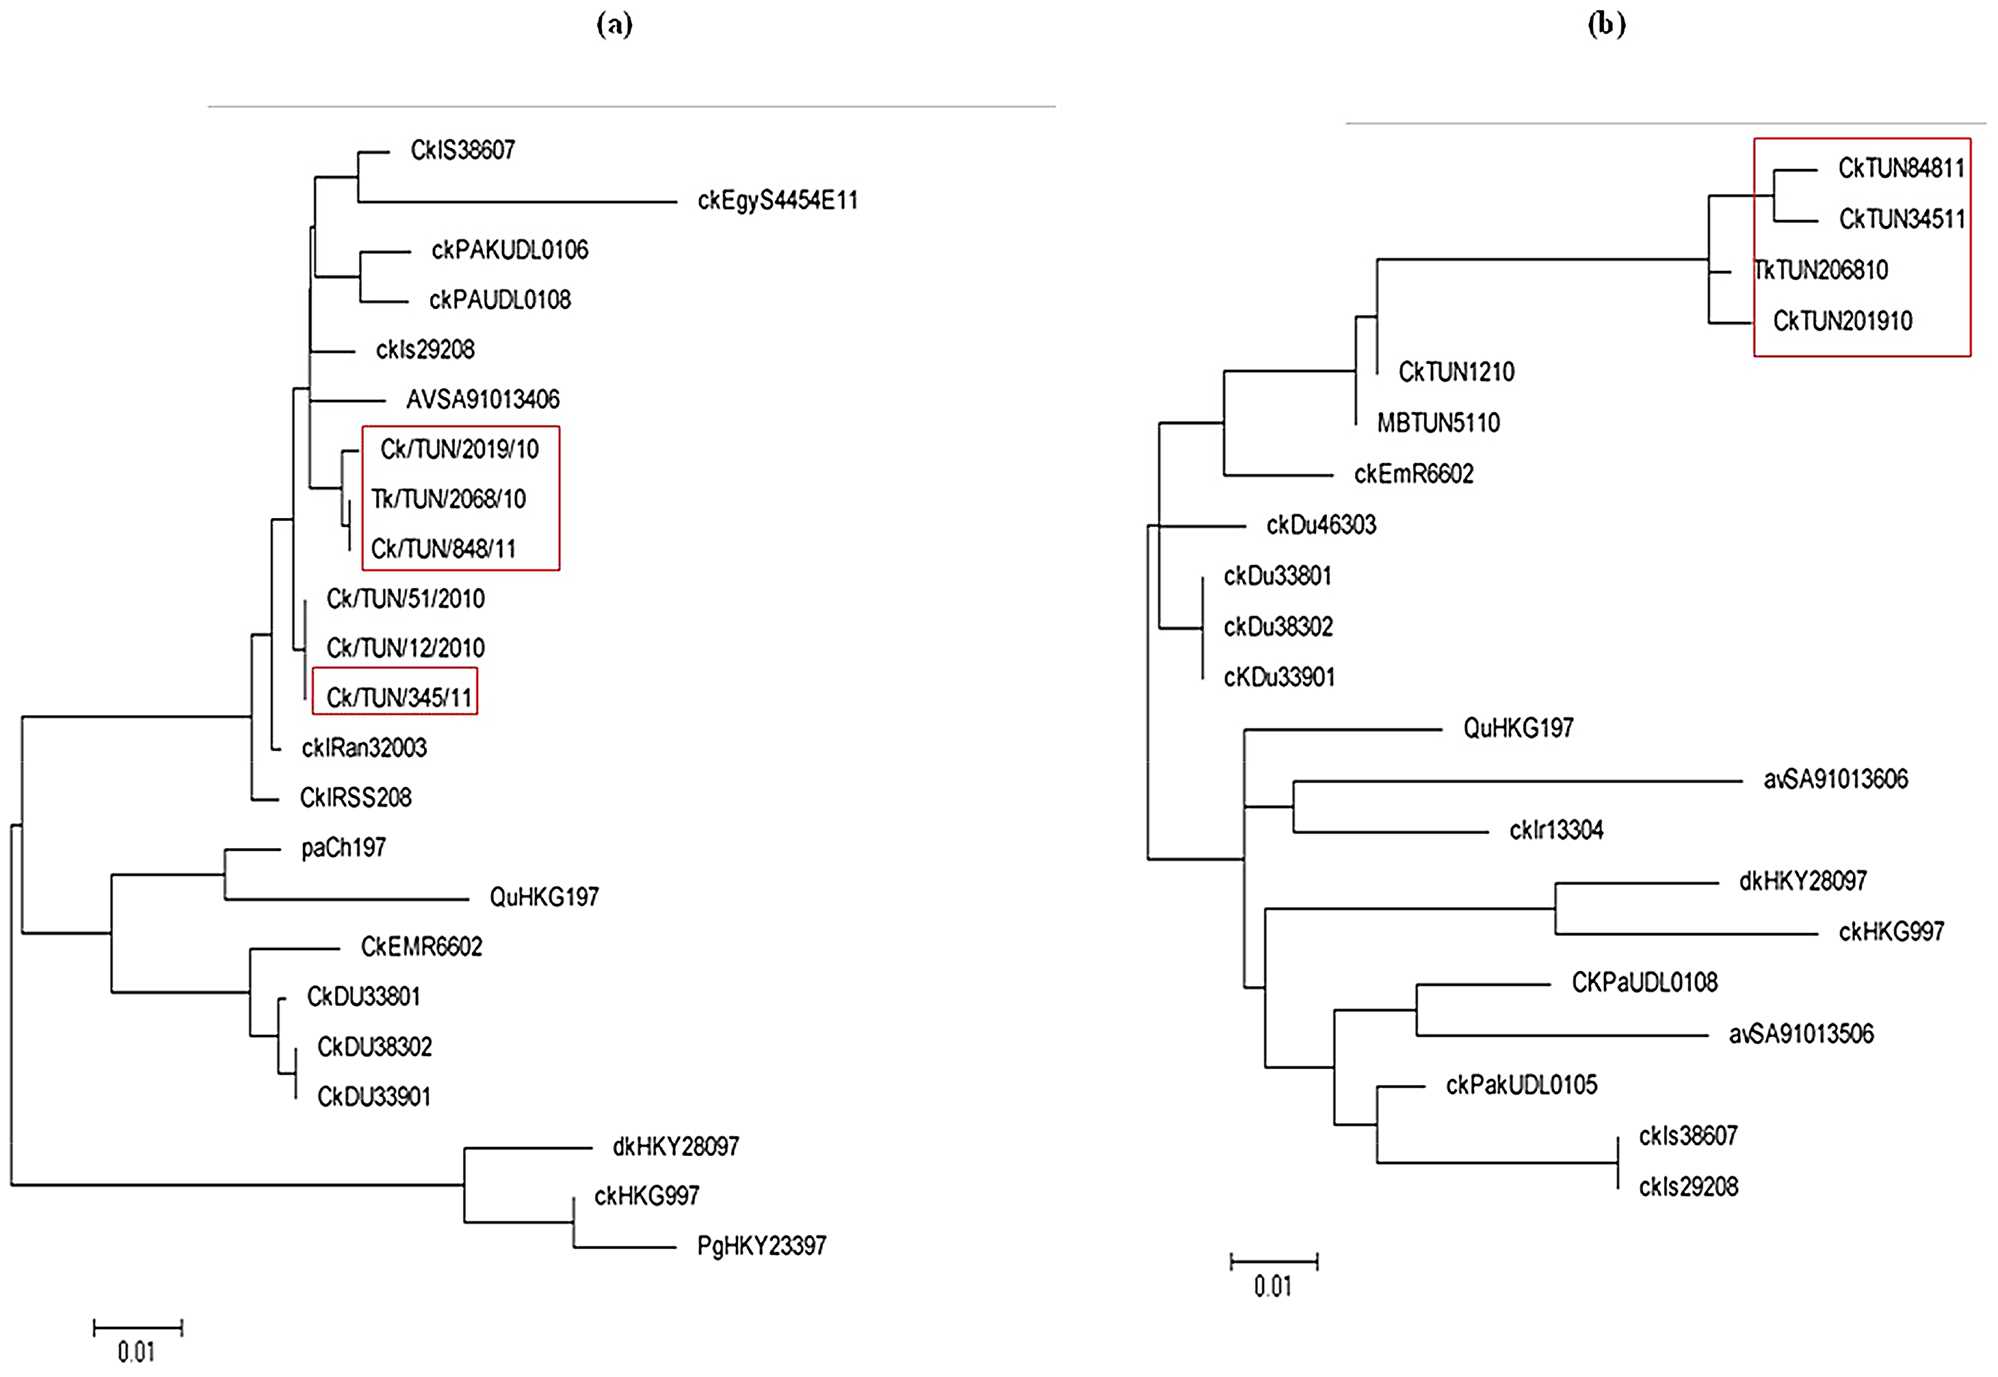 (a)
CkIS38607
ckEgyS4454E11
ckPAKUDL0106
ckPAUDL0108
ckIs29208
AVSA91013406
Ck/TUN/2019/10
Tk/TUN/2068/10
Ck/TUN/848/11
Ck/TUN/51/2010
Ck/TUN/12/2010
Ck/TUN/345/11
ckIRan32003
CkIRSS208
paCh197
QuHKG197
CkEMR6602
CkDU33801
CkDU38302
CkDU33901
dkHKY28097
ckHKG997
PgHKY23397
0.01
(b)
CkTUN84811
CkTUN34511
TkTUN206810
CkTUN201910
CkTUN1210
MBTUN5110
ckEmR6602
ckDu46303
ckDu33801
ckDu38302
cKDu33901
QuHKG197
avSA91013606
ckIr13304
dkHKY28097
ckHKG997
CKPaUDL0108
avSA91013506
ckPakUDL0105
ckIs38607
ckIs29208
0.01